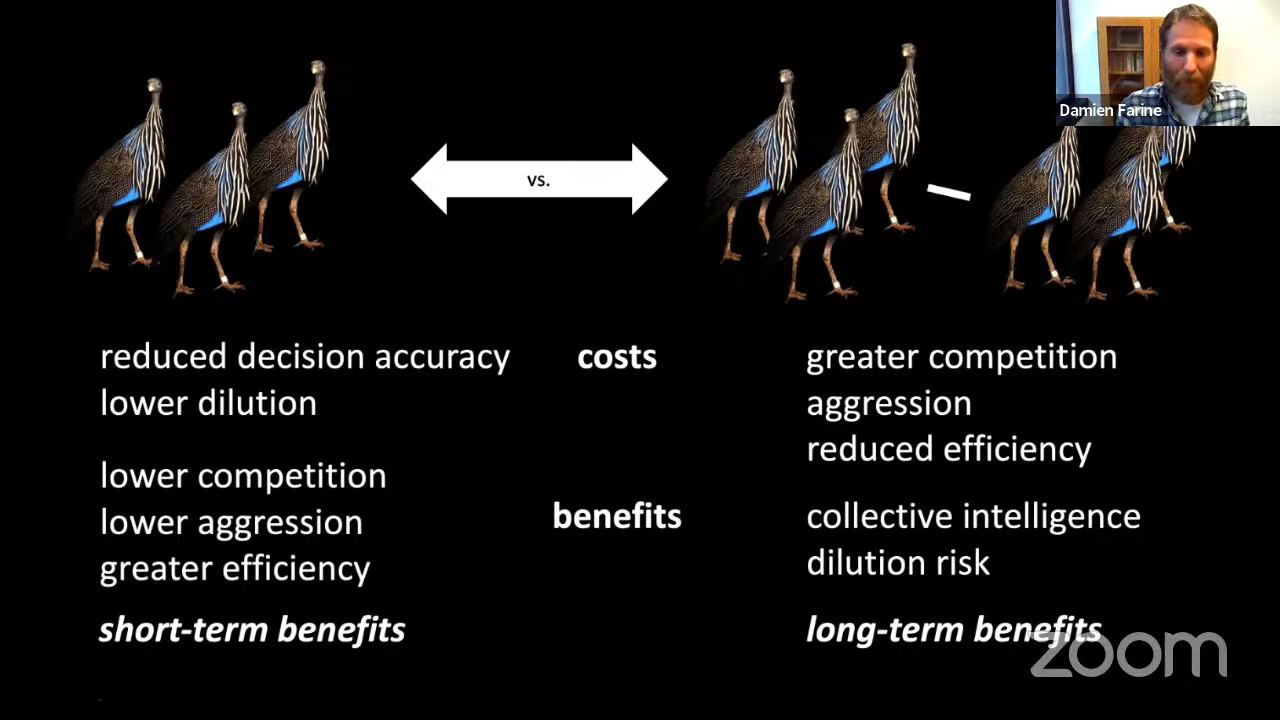 Damien Farine
vs.
reduced decision accuracy
lower dilution
costs
greater competition
aggression
reduced efficiency
lower competition
lower aggression
greater efficiency
benefits
collective intelligence
dilution risk
short-term benefits
long-term benefits
zoom